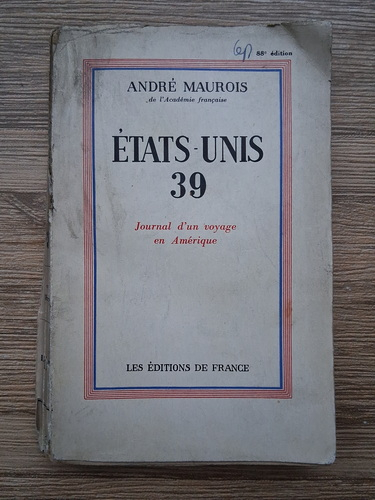 88e édition
ANDRÉ MAUROIS
de l'Académie française
ÉTATS-UNIS
39
Journal d'un voyage
en Amérique
LES ÉDITIONS DE FRANCE